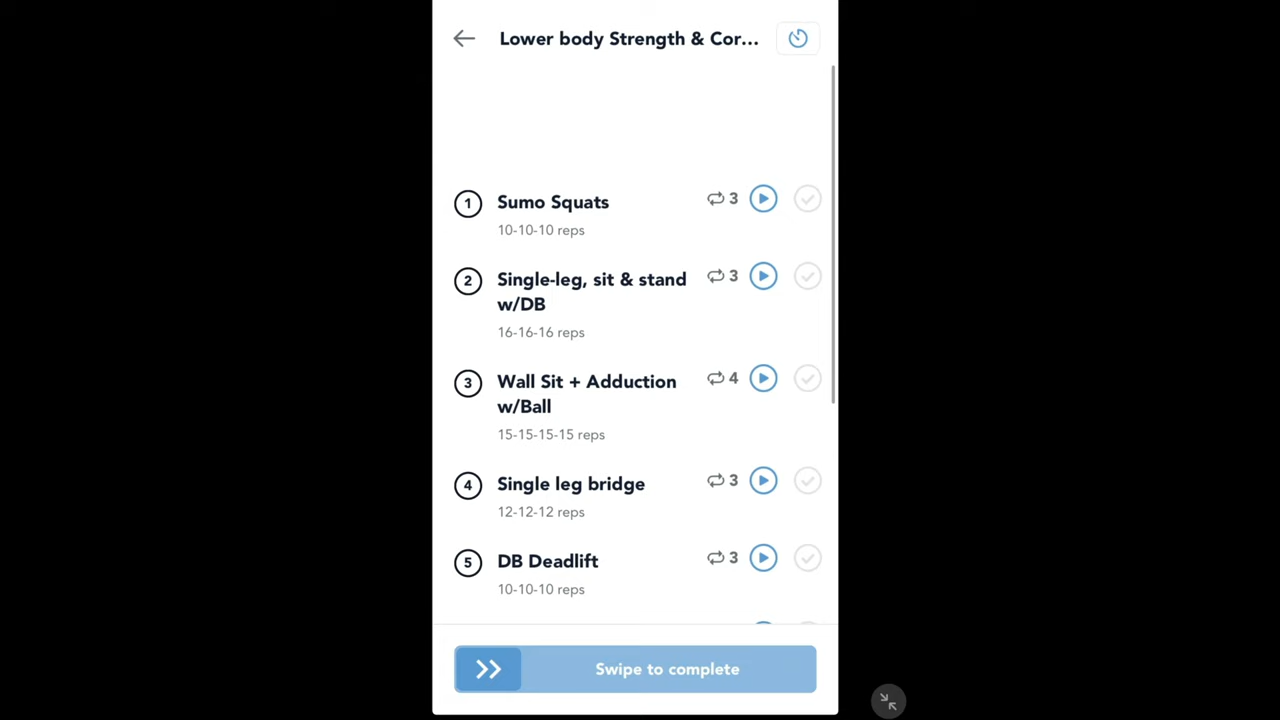 Lower body Strength & Cor...
1 Sumo Squats 3
10-10-10 reps
2 Single-leg, sit & stand 3
w/DB
16-16-16 reps
3 Wall Sit + Adduction 4
w/Ball
15-15-15-15 reps
4 Single leg bridge 3
12-12-12 reps
5 DB Deadlift 3
10-10-10 reps
Swipe to complete